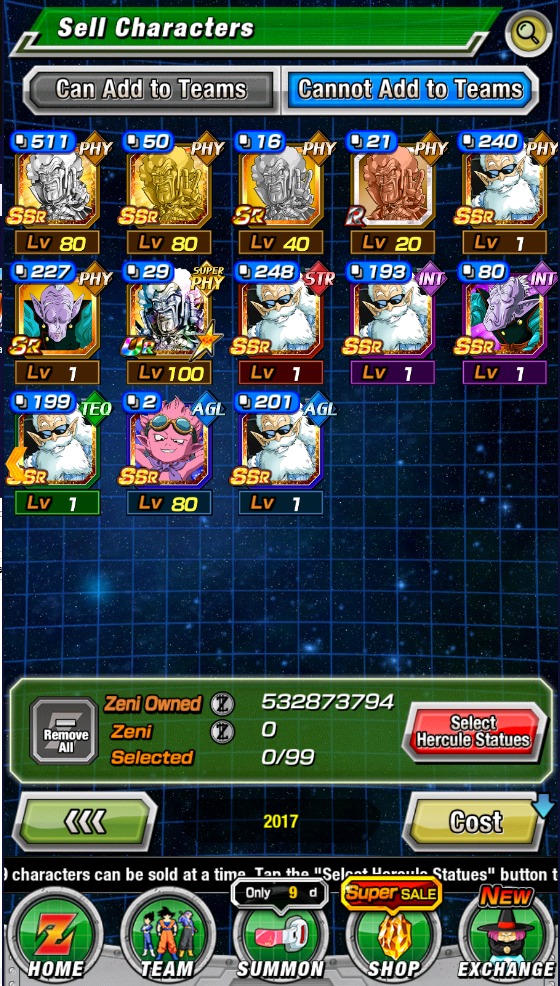 Sell Characters
Can Add to Teams Cannot Add to Teams
511 PHY 50 PHY 16 PHY 21 PHY 240 PHY
SSR SSR SR R SSR
Lv 80 Lv 80 Lv 40 Lv 20 Lv 1
227 PHY 29 SUPER PHY 248 STR 193 INT 80 INT
SR UR SSR SSR SSR
Lv 1 Lv 100 Lv 1 Lv 1 Lv 1
199 TEQ 2 AGL 201 AGL
SSR SSR SSR
Lv 1 Lv 80 Lv 1
Zeni Owned Z 532873794
Remove All
Zeni Z 0
Selected 0/99
Select Hercule Statues
2017
Cost
9 characters can be sold at a time. Tap the "Select Hercule Statues" button t
Only 9 d
Super SALE
NEW
HOME TEAM SUMMON SHOP EXCHANGE